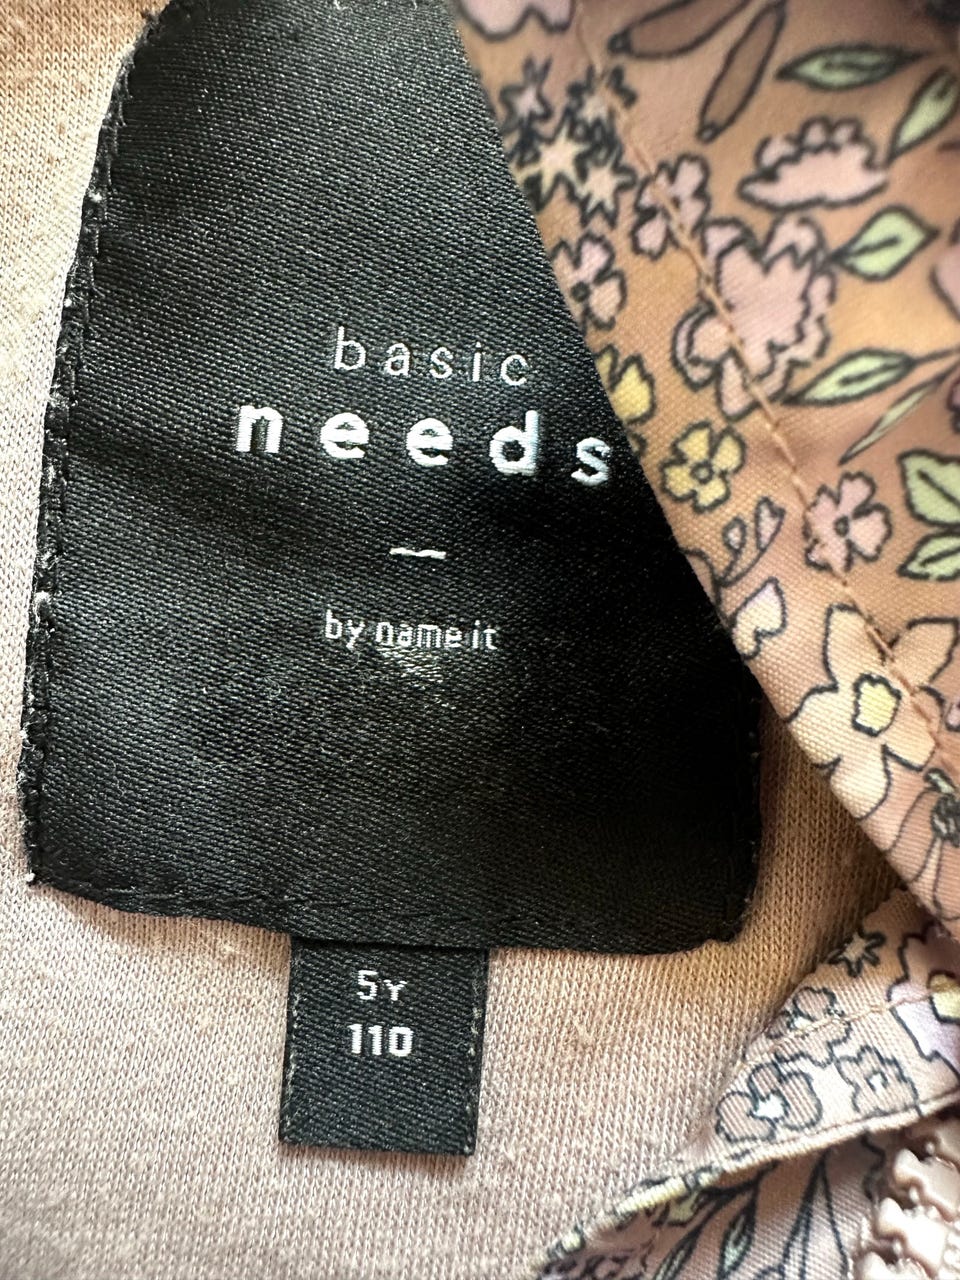 basic
needs
by name it
5Y
110